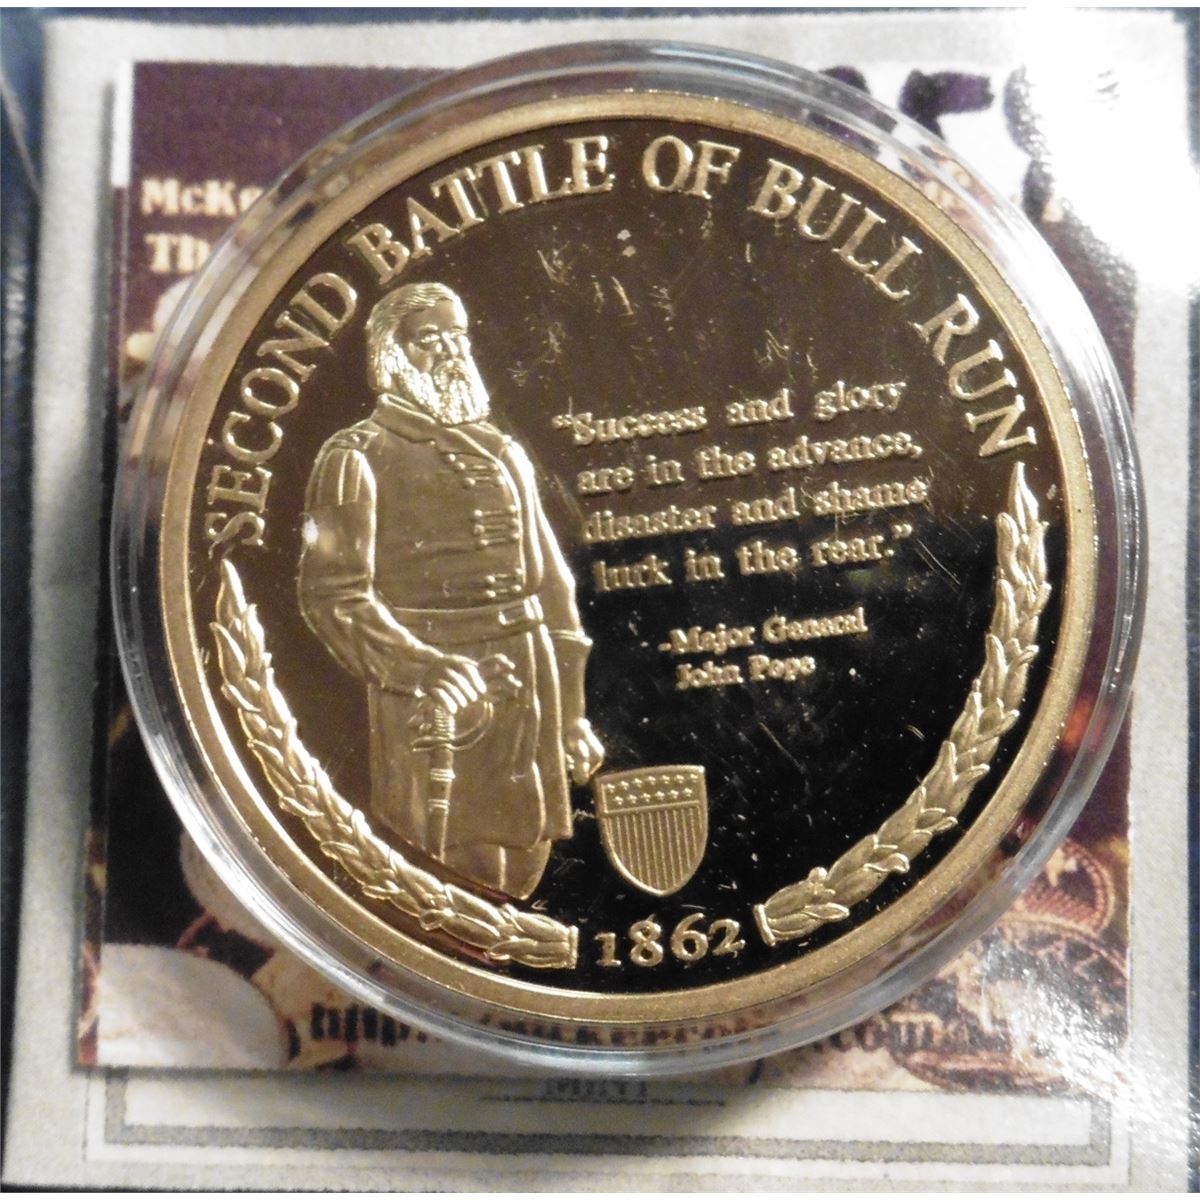 SECOND BATTLE OF BULL RUN
"Success and glory
are in the advance,
disaster and shame
lurk in the rear."
-Major General
John Pope
1862